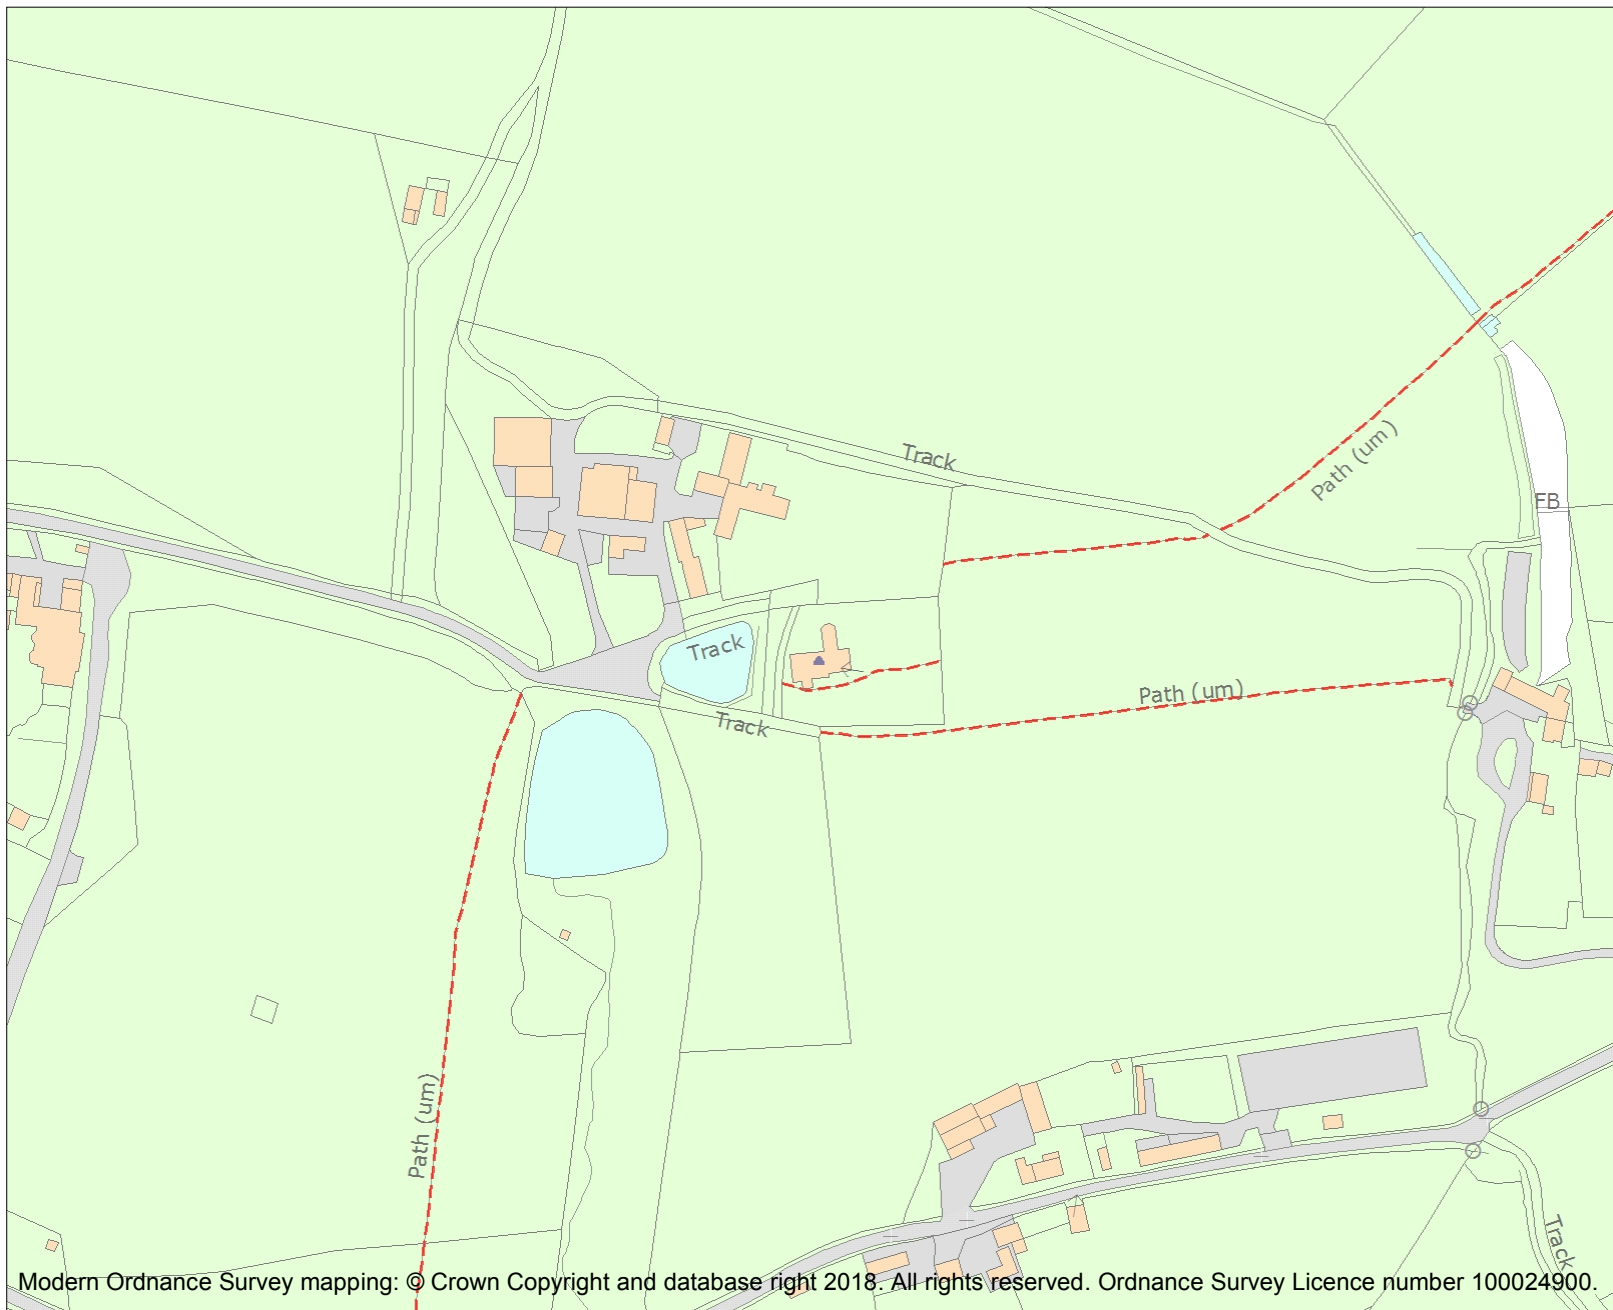 Track
Path (um)
FB
Track
Path (um)
Track
Path (um)
Track
Modern Ordnance Survey mapping: © Crown Copyright and database right 2018. All rights reserved. Ordnance Survey Licence number 100024900.